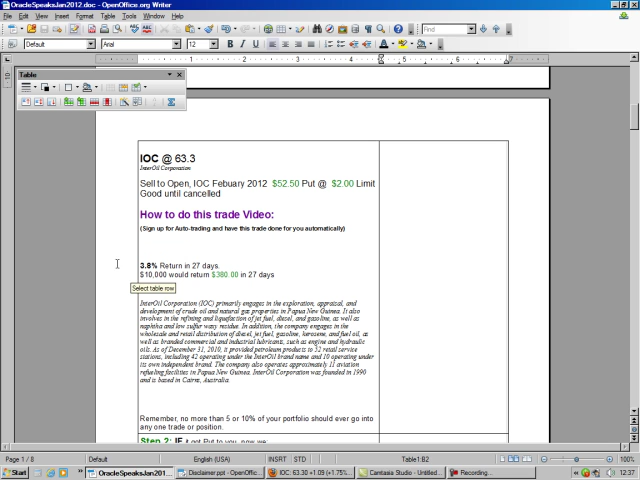 OracleSpeaksJan2012.doc - OpenOffice.org Writer
File Edit View Insert Format Table Tools Window Help
Find
Default Arial 12
Table
IOC @ 63.3
InterOil Corporation
Sell to Open, IOC Febuary 2012 $52.50 Put @ $2.00 Limit
Good until cancelled
How to do this trade Video:
(Sign up for Auto-trading and have this trade done for you automatically)
3.8% Return in 27 days.
$10,000 would return $380.00 in 27 days
Select table row
InterOil Corporation (IOC) primarily engages in the exploration, appraisal, and
development of crude oil and natural gas properties in Papua New Guinea. It also
involves in the refining and liquefaction of jet fuel, diesel, and gasoline, as well as
naphtha and low sulfur waxy residue. In addition, the company engages in the
wholesale and retail distribution of diesel, jet fuel, gasoline, kerosene, and fuel oil, as
well as branded commercial and industrial lubricants, such as engine and hydraulic
oils. As of December 31, 2010, it provided petroleum products to 52 retail service
stations, including 42 operating under the InterOil brand name and 10 operating under
its own independent brand. The company also operates approximately 11 aviation
refueling facilities in Papua New Guinea. InterOil Corporation was founded in 1990
and is based in Cairns, Australia.
Remember, no more than 5 or 10% of your portfolio should ever go into
any one trade or position.
Step 2: IF it got Put to you, now we:
Page 1 / 8 Default English (USA) INSRT STD Table1:B2 100%
Start OracleSpeaksJan201... Disclaimer.ppt - OpenOffic... IOC: 63.30 +1.09 (+1.75%... Camtasia Studio - Untitled... Recording... 12:37